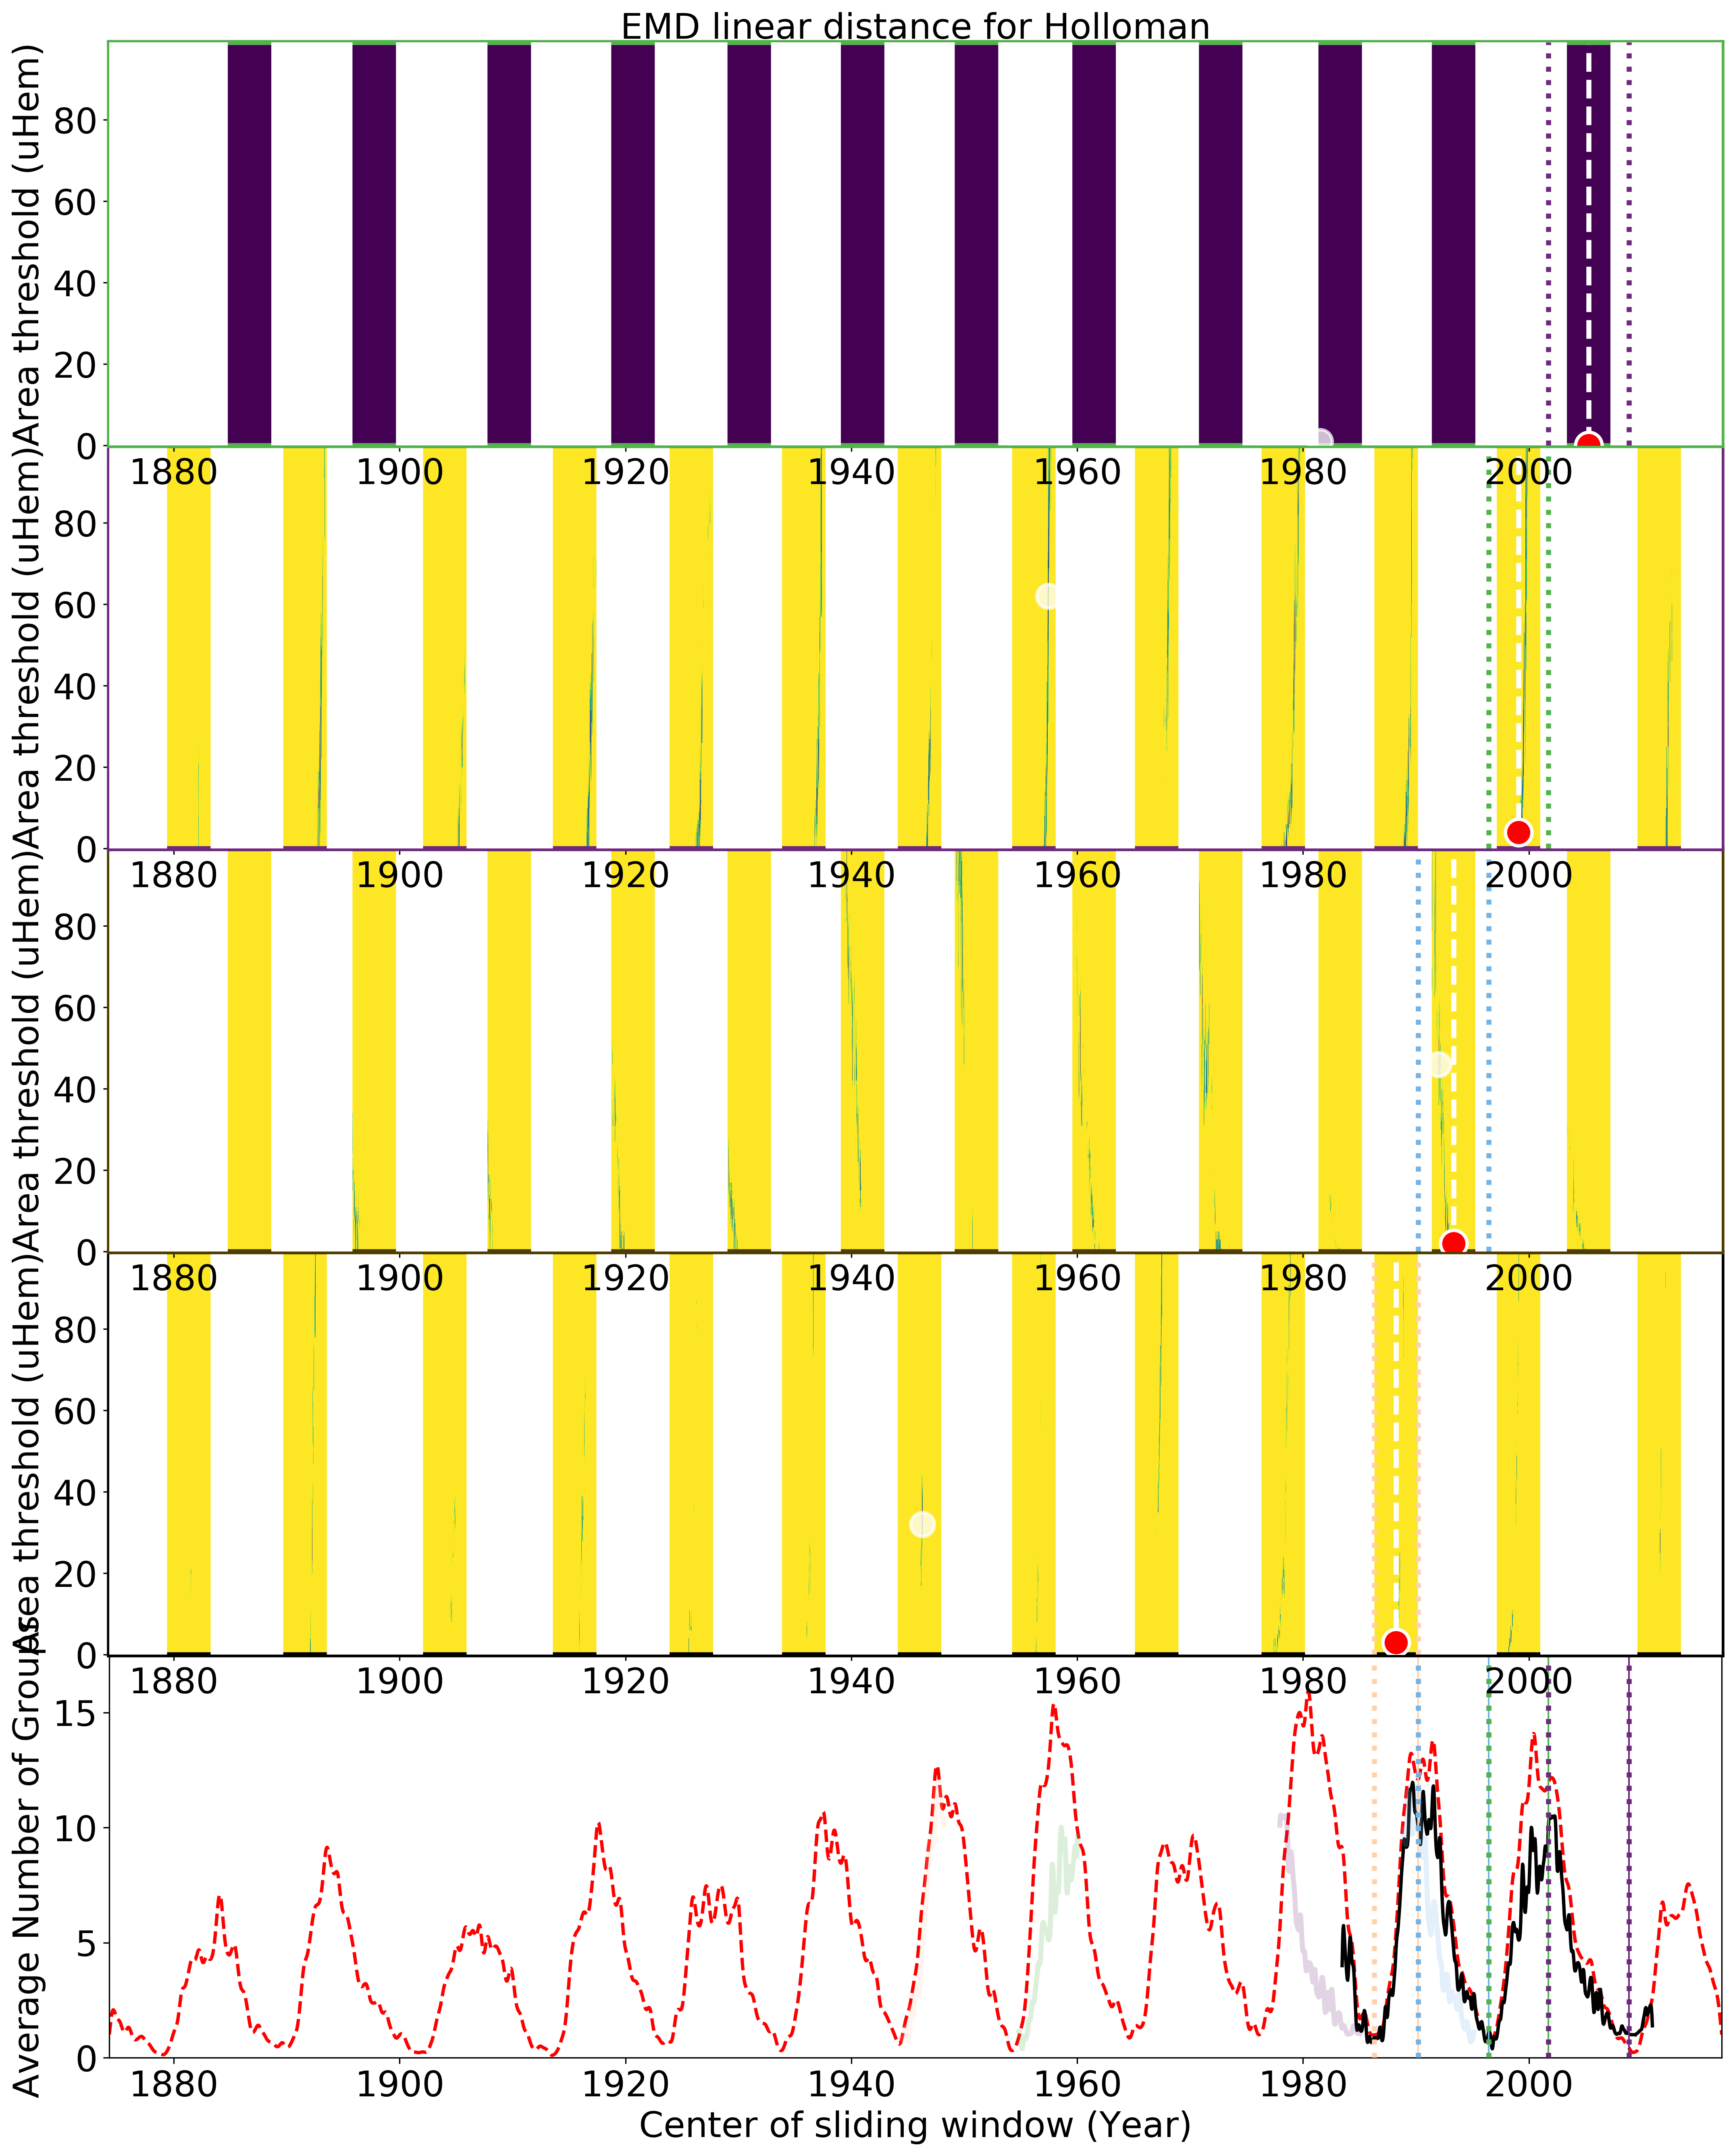 EMD linear distance for Holloman
Area threshold (uHem)
80
60
40
20
0
1880 1900 1920 1940 1960 1980 2000
Area threshold (uHem)
80
60
40
20
0
1880 1900 1920 1940 1960 1980 2000
Area threshold (uHem)
80
60
40
20
0
1880 1900 1920 1940 1960 1980 2000
Area threshold (uHem)
80
60
40
20
0
1880 1900 1920 1940 1960 1980 2000
Average Number of Groups
15
10
5
0
1880 1900 1920 1940 1960 1980 2000
Center of sliding window (Year)